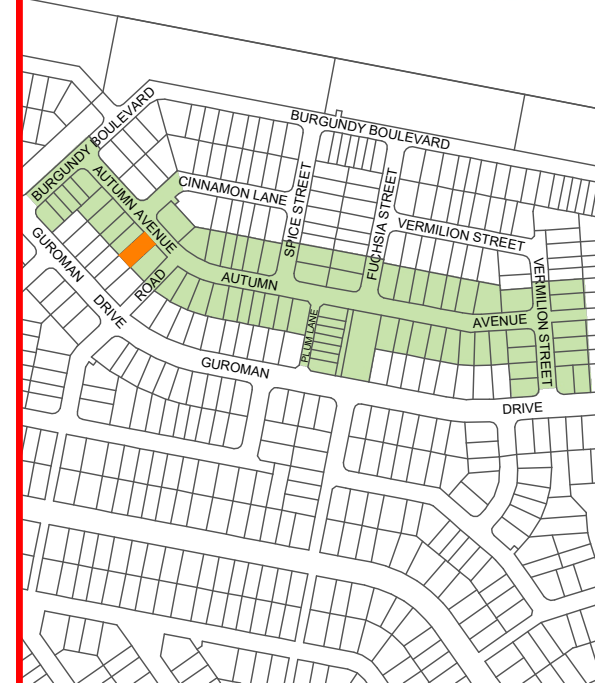 BURGUNDY BOULEVARD
BURGUNDY BOULEVARD
AUTUMN AVENUE
CINNAMON LANE
SPICE STREET
FUCHSIA STREET
VERMILION STREET
GUROMAN
DRIVE
ROAD
AUTUMN
AVENUE
VERMILION STREET
PLUM LANE
GUROMAN
DRIVE